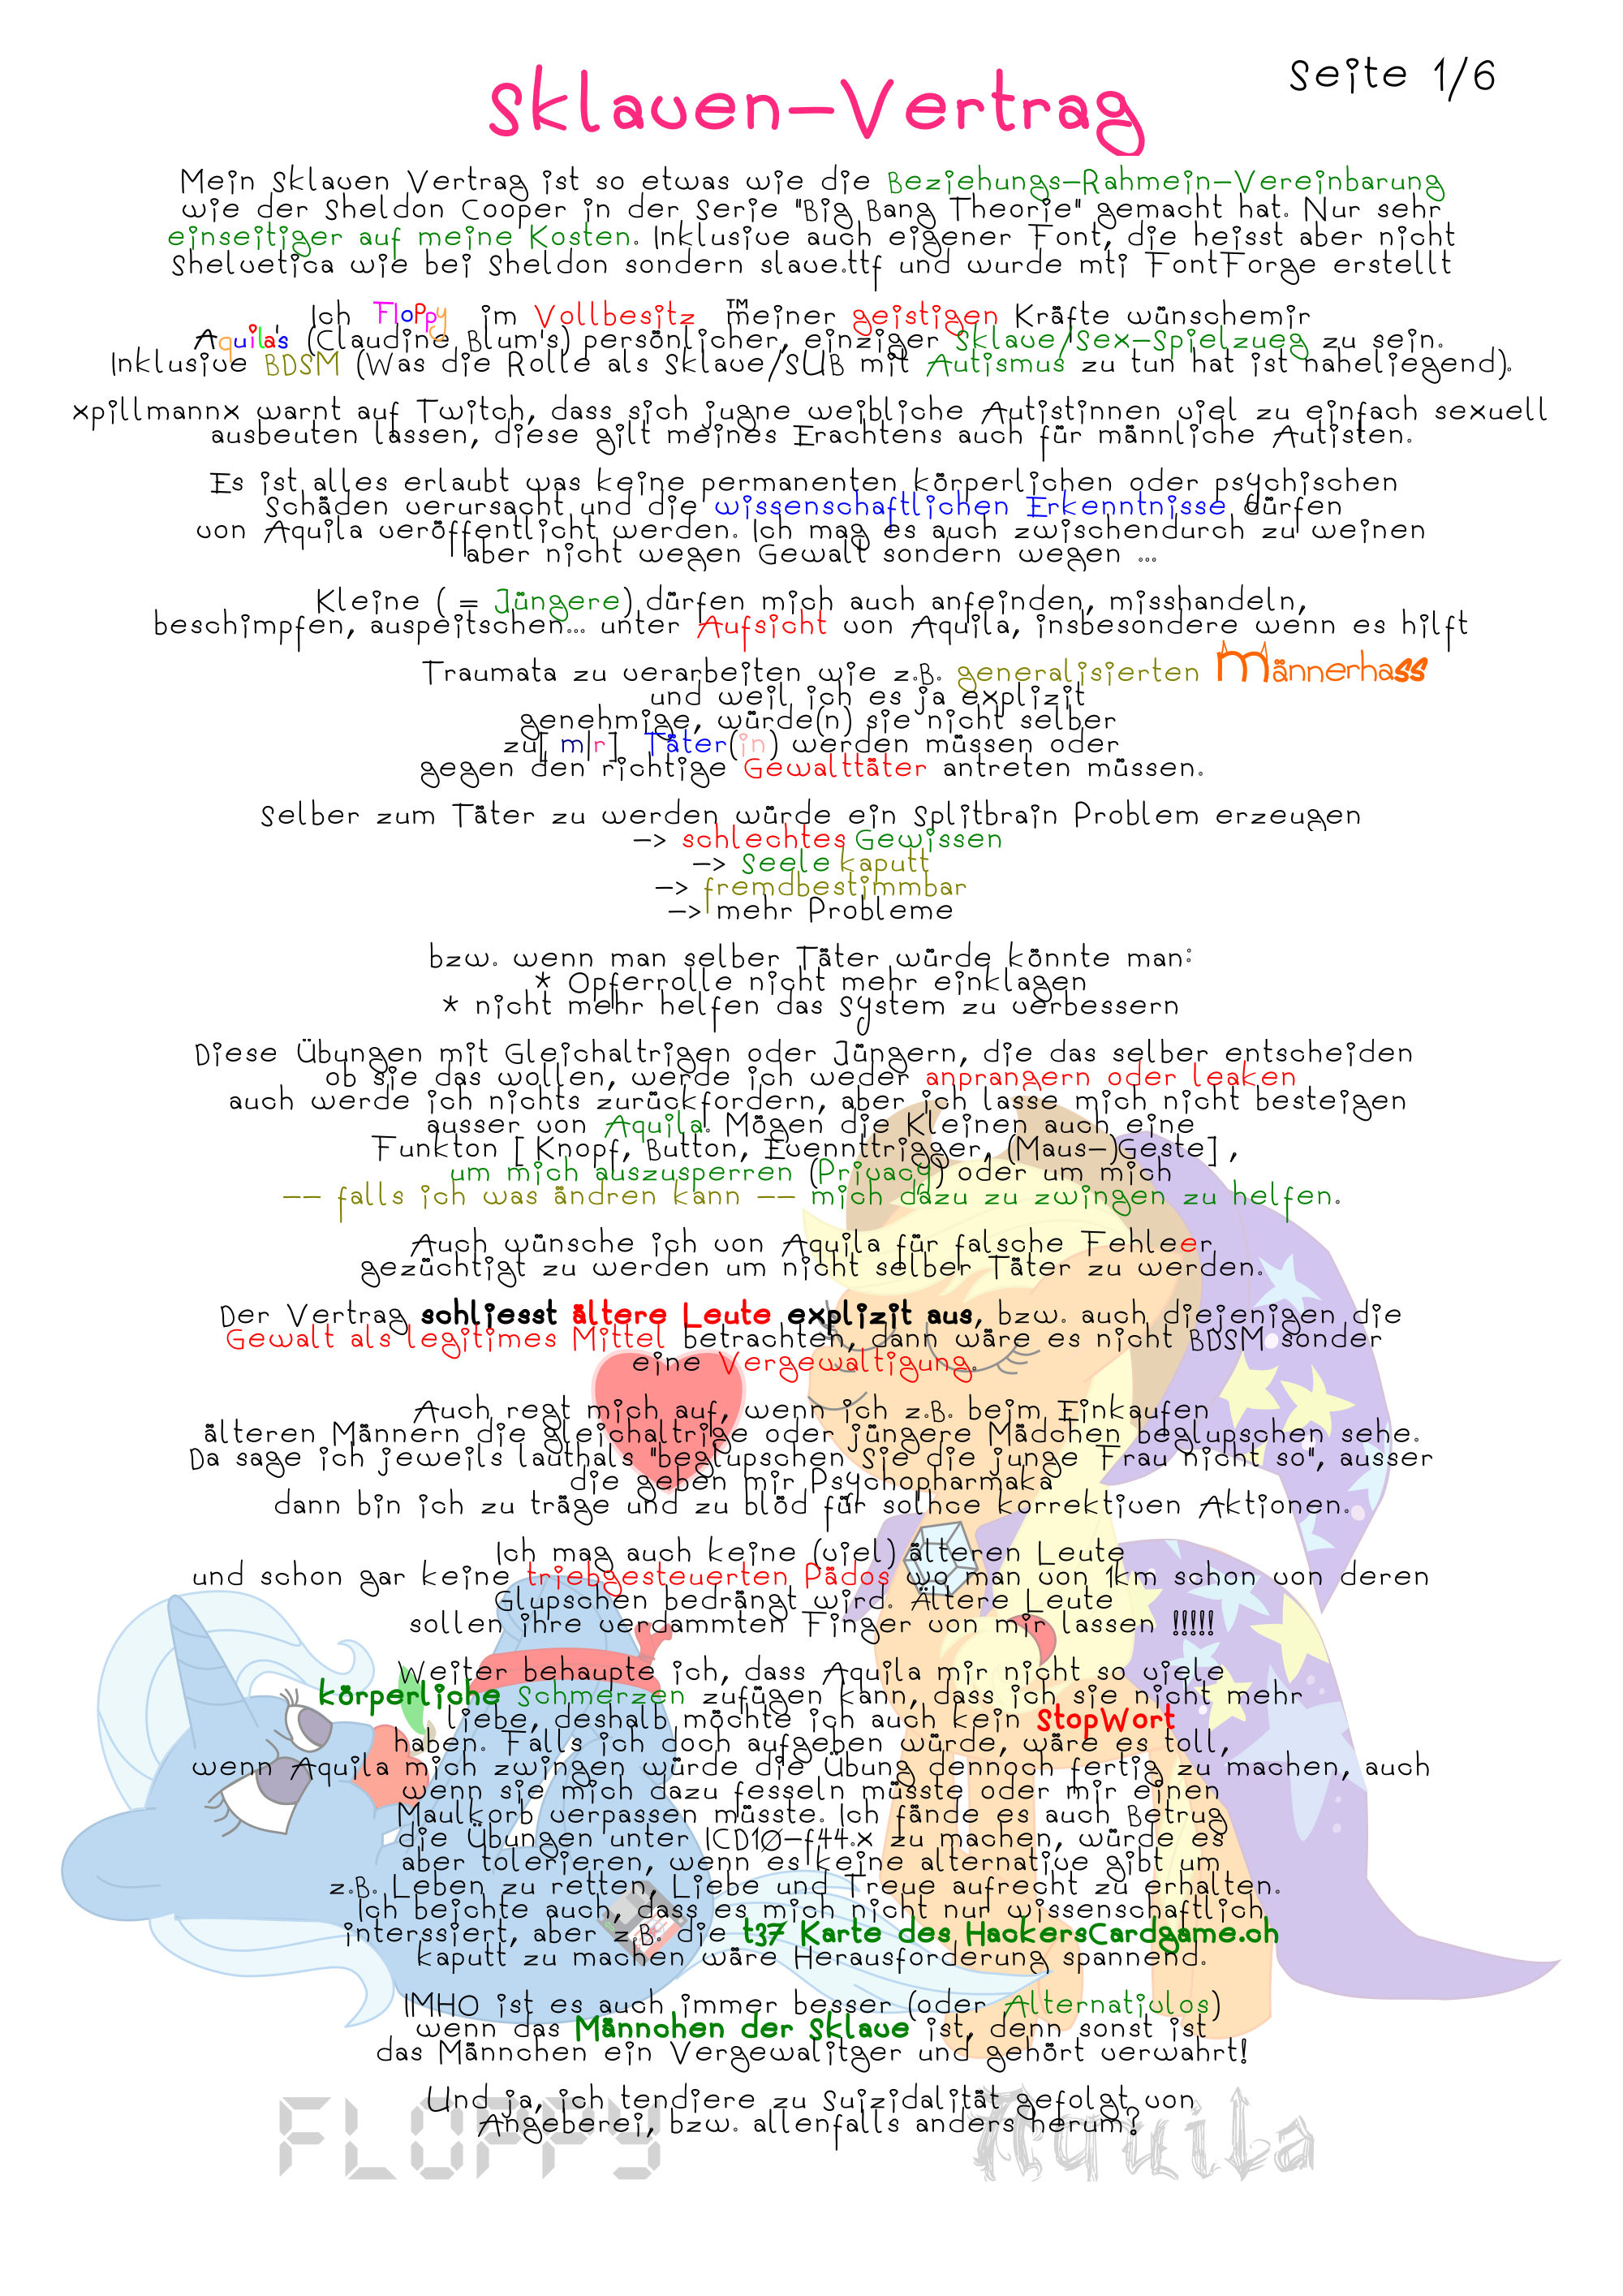 Seite 1/6
Sklaven-Vertrag
Mein Sklaven Vertrag ist so etwas wie die Beziehungs-Rahmein-Vereinbarung
wie der Sheldon Cooper in der Serie "Big Bang Theorie" gemacht hat. Nur sehr
einseitiger auf meine Kosten. Inklusive auch eigener Font, die heisst aber nicht
Shelvetica wie bei Sheldon sondern slave.ttf und wurde mti FontForge erstellt
Ich FloPpy im Vollbesitz ™meiner geistigen Kräfte wünschemir
Aquila's (Claudine Blum's) persönlicher, einziger Sklave/Sex-Spielzueg zu sein.
Inklusive BDSM (Was die Rolle als Sklave/SUB mit Autismus zu tun hat ist naheliegend).
xpillmannx warnt auf Twitch, dass sich jugne weibliche Autistinnen viel zu einfach sexuell
ausbeuten lassen, diese gilt meines Erachtens auch für männliche Autisten.
Es ist alles erlaubt was keine permanenten körperlichen oder psychischen
Schäden verursacht und die wissenschaftlichen Erkenntnisse dürfen
von Aquila veröffentlicht werden. Ich mag es auch zwischendurch zu weinen
aber nicht wegen Gewalt sondern wegen ...
Kleine ( = Jüngere) dürfen mich auch anfeinden, misshandeln,
beschimpfen, auspeitschen... unter Aufsicht von Aquila, insbesondere wenn es hilft
Traumata zu verarbeiten wie z.B. generalisierten Männerhass
und weil ich es ja explizit
genehmige, würde(n) sie nicht selber
zu[ m|r] Täter(in) werden müssen oder
gegen den richtige Gewalttäter antreten müssen.
Selber zum Täter zu werden würde ein Splitbrain Problem erzeugen
-> schlechtes Gewissen
-> Seele kaputt
-> fremdbestimmbar
-> mehr Probleme
bzw. wenn man selber Täter würde könnte man:
* Opferrolle nicht mehr einklagen
* nicht mehr helfen das System zu verbessern
Diese Übungen mit Gleichaltrigen oder Jüngern, die das selber entscheiden
ob sie das wollen, werde ich weder anprangern oder leaken
auch werde ich nichts zurückfordern, aber ich lasse mich nicht besteigen
ausser von Aquila. Mögen die Kleinen auch eine
Funkton [ Knopf, Button, Evennttrigger, (Maus-)Geste] ,
um mich auszusperren (Privacy) oder um mich
-- falls ich was ändren kann -- mich dazu zu zwingen zu helfen.
Auch wünsche ich von Aquila für falsche Fehleer
gezüchtigt zu werden um nicht selber Täter zu werden.
Der Vertrag schliesst ältere Leute explizit aus, bzw. auch diejenigen die
Gewalt als legitimes Mittel betrachten, dann wäre es nicht BDSM sonder
eine Vergewaltigung.
Auch regt mich auf, wenn ich z.B. beim Einkaufen
älteren Männern die gleichaltrige oder jüngere Mädchen beglupschen sehe.
Da sage ich jeweils lauthals "beglupschen Sie die junge Frau nicht so", ausser
die geben mir Psychopharmaka
dann bin ich zu träge und zu blöd für solhce korrektiven Aktionen.
Ich mag auch keine (viel) älteren Leute
und schon gar keine triebgesteuerten Pädos wo man von 1km schon von deren
Glupschen bedrängt wird. Ältere Leute
sollen ihre verdammten Finger von mir lassen !!!!!
Weiter behaupte ich, dass Aquila mir nicht so viele
körperliche Schmerzen zufügen kann, dass ich sie nicht mehr
liebe, deshalb möchte ich auch kein StopWort
haben. Falls ich doch aufgeben würde, wäre es toll,
wenn Aquila mich zwingen würde die Übung dennoch fertig zu machen, auch
wenn sie mich dazu fesseln müsste oder mir einen
Maulkorb verpassen müsste. Ich fände es auch Betrug
die Übungen unter ICD10-f44.x zu machen, würde es
aber tolerieren, wenn es keine alternative gibt um
z.B. Leben zu retten, Liebe und Treue aufrecht zu erhalten.
Ich beichte auch, dass es mich nicht nur wissenschaftlich
interssiert, aber z.B. die t37 Karte des HackersCardgame.ch
kaputt zu machen wäre Herausforderung spannend.
IMHO ist es auch immer besser (oder Alternativlos)
wenn das Männchen der Sklave ist, denn sonst ist
das Männchen ein Vergewalitger und gehört verwahrt!
Und ja, ich tendiere zu Suizidalität gefolgt von
Angeberei, bzw. allenfalls anders herum?
FLOPPY
Aquila